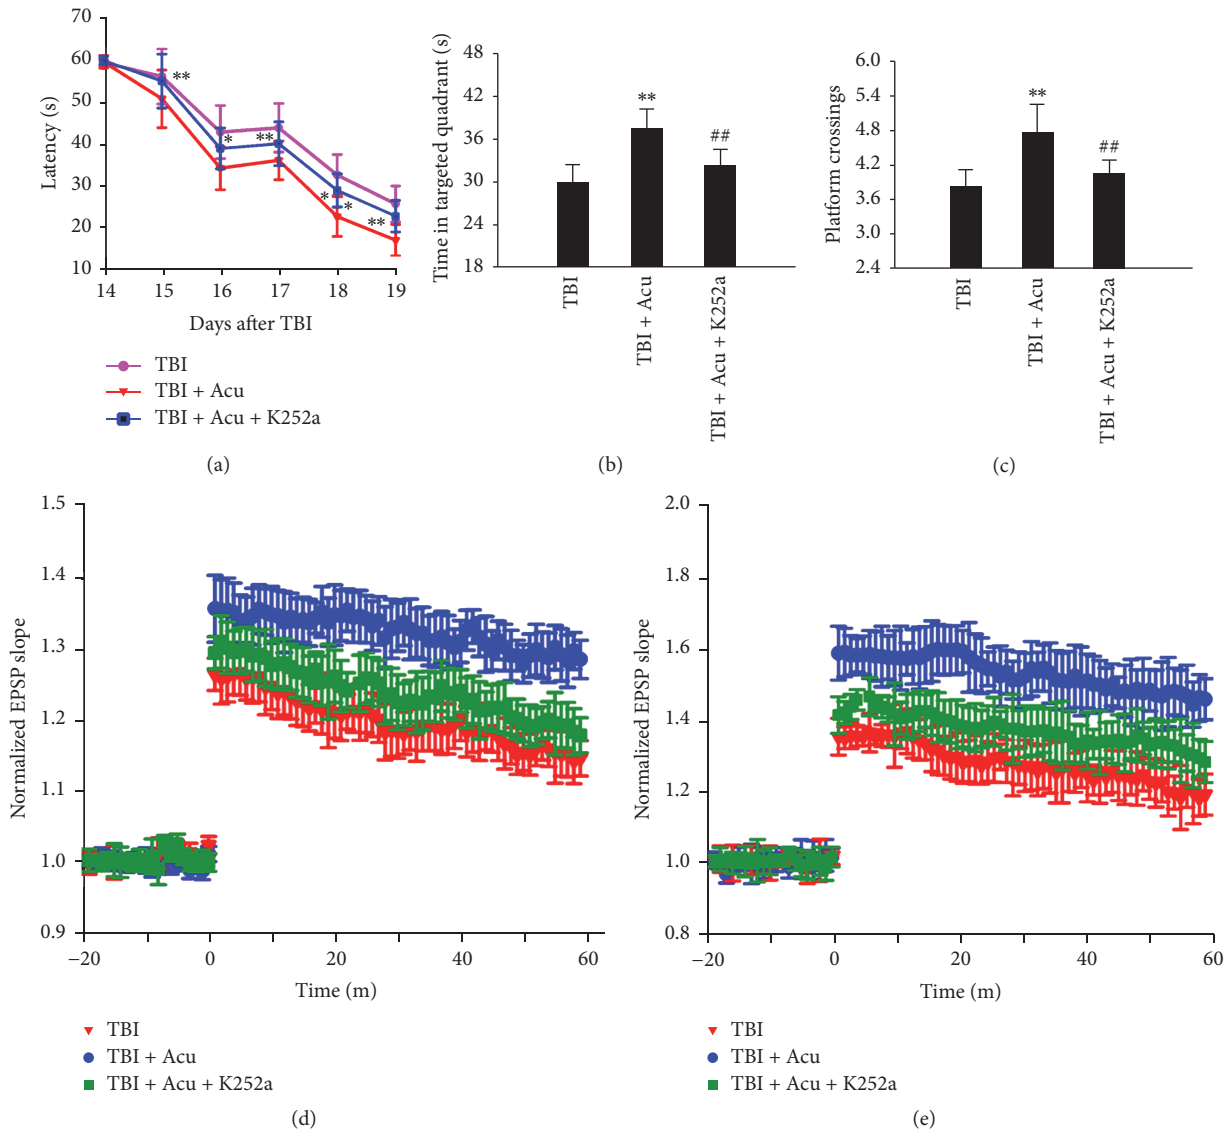 70
60
50
40
30
20
10
Latency (s)
**
*
**
*
*
**
14 15 16 17 18 19
Days after TBI
TBI
TBI + Acu
TBI + Acu + K252a
(a)
48
42
36
30
24
18
Time in targeted quadrant (s)
**
##
TBI
TBI + Acu
TBI + Acu + K252a
(b)
6.0
5.4
4.8
4.2
3.6
3.0
2.4
Platform crossings
**
##
TBI
TBI + Acu
TBI + Acu + K252a
(c)
1.5
1.4
1.3
1.2
1.1
1.0
0.9
Normalized EPSP slope
−20 0 20 40 60
Time (m)
TBI
TBI + Acu
TBI + Acu + K252a
(d)
2.0
1.8
1.6
1.4
1.2
1.0
0.8
Normalized EPSP slope
−20 0 20 40 60
Time (m)
TBI
TBI + Acu
TBI + Acu + K252a
(e)